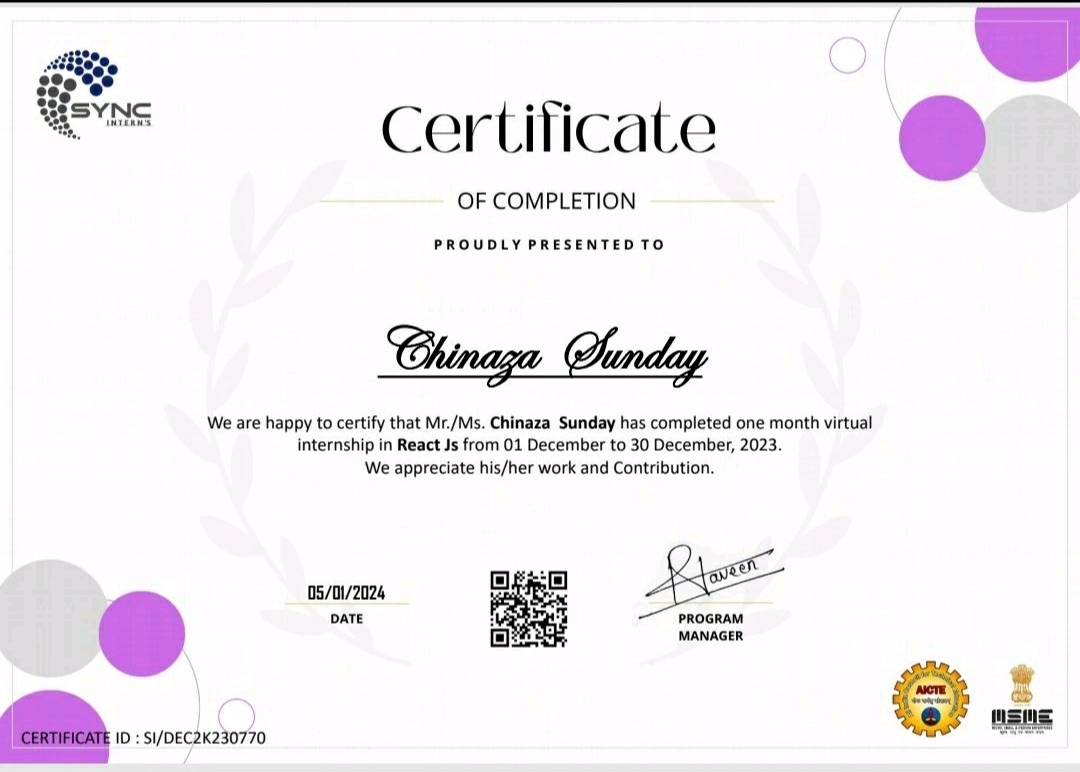 SYNC
INTERN'S
Certificate
OF COMPLETION
PROUDLY PRESENTED TO
Chinaza Sunday
We are happy to certify that Mr./Ms. Chinaza Sunday has completed one month virtual
internship in React Js from 01 December to 30 December, 2023.
We appreciate his/her work and Contribution.
05/01/2024
DATE
PROGRAM
MANAGER
AICTE
MSME
CERTIFICATE ID : SI/DEC2K230770